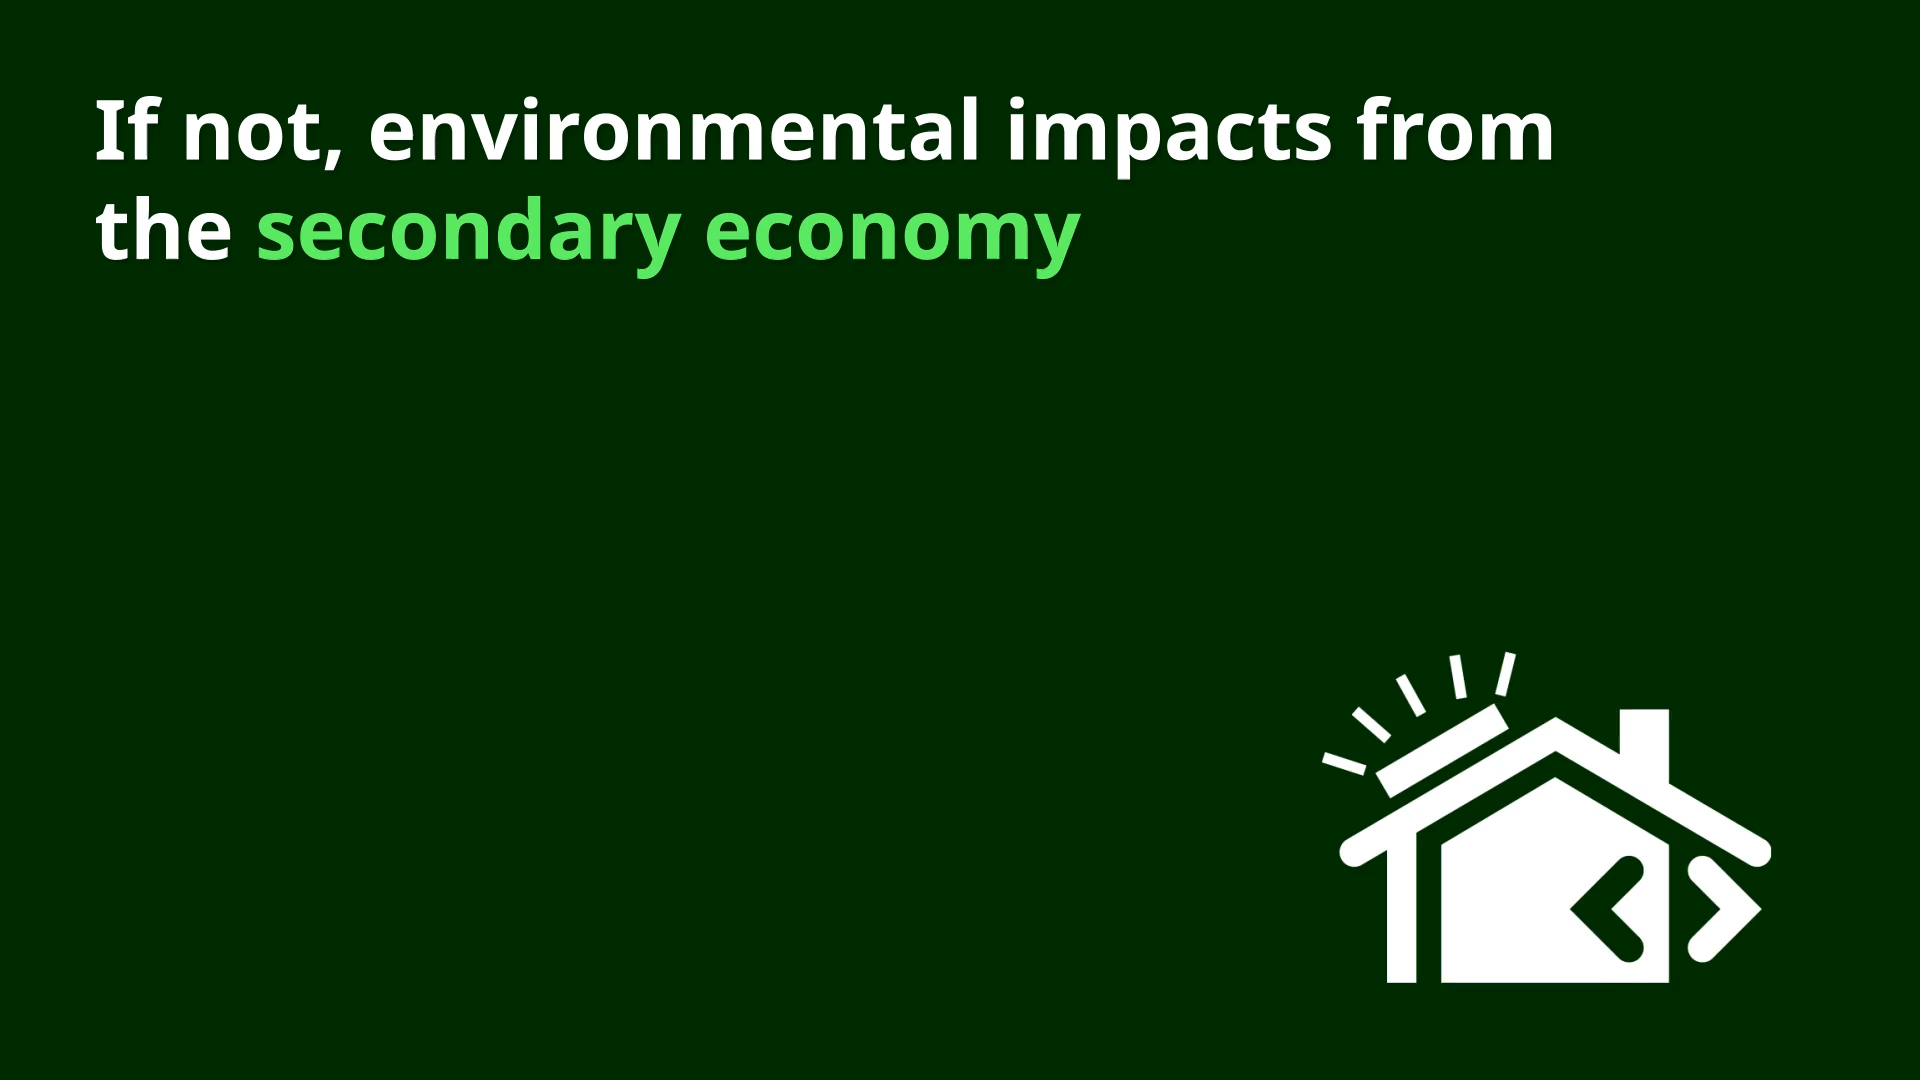 If not, environmental impacts from
the secondary economy